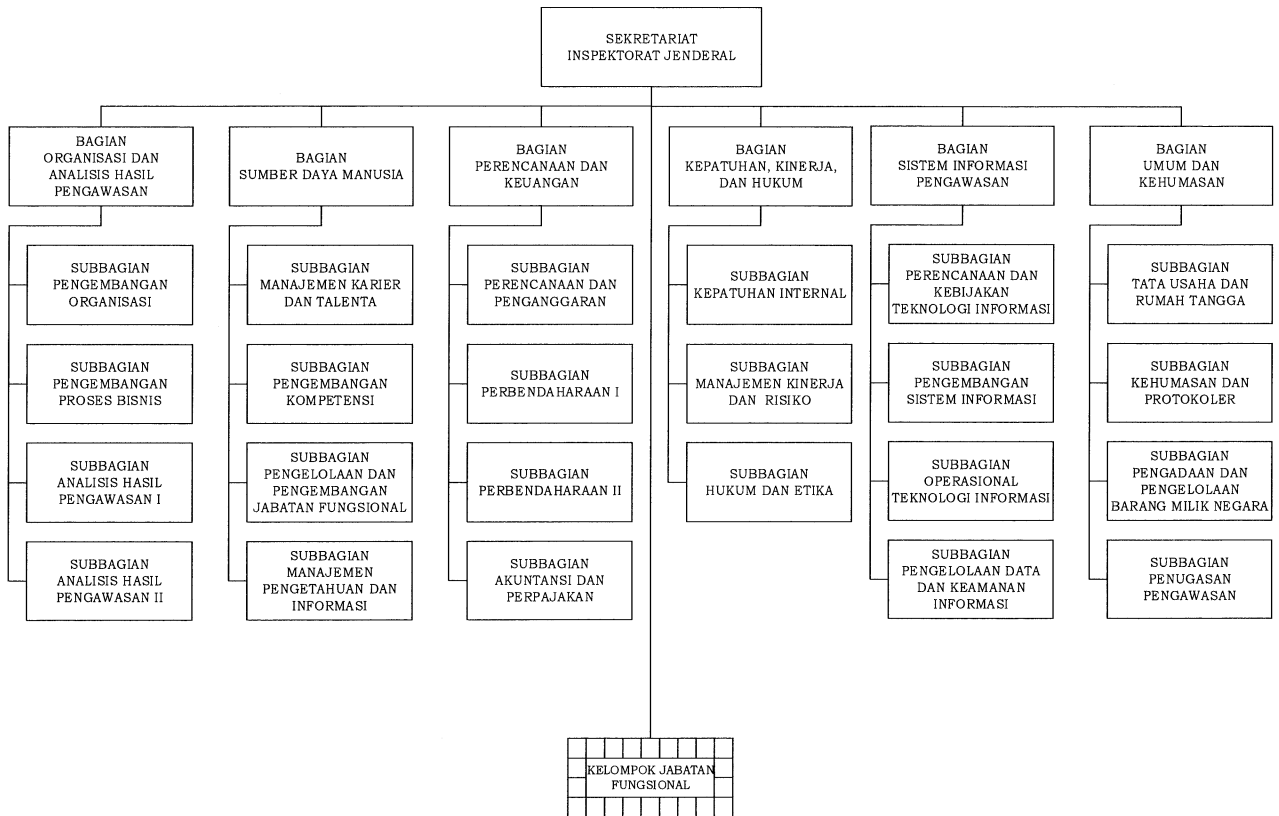 SEKRETARIAT
INSPEKTORAT JENDERAL
BAGIAN
ORGANISASI DAN
ANALISIS HASIL
PENGAWASAN
BAGIAN
SUMBER DAYA MANUSIA
BAGIAN
PERENCANAAN DAN
KEUANGAN
BAGIAN
KEPATUHAN, KINERJA,
DAN HUKUM
BAGIAN
SISTEM INFORMASI
PENGAWASAN
BAGIAN
UMUM DAN
KEHUMASAN
SUBBAGIAN
PENGEMBANGAN
ORGANISASI
SUBBAGIAN
MANAJEMEN KARIER
DAN TALENTA
SUBBAGIAN
PERENCANAAN DAN
PENGANGGARAN
SUBBAGIAN
KEPATUHAN INTERNAL
SUBBAGIAN
PERENCANAAN DAN
KEBIJAKAN
TEKNOLOGI INFORMASI
SUBBAGIAN
TATA USAHA DAN
RUMAH TANGGA
SUBBAGIAN
PENGEMBANGAN
PROSES BISNIS
SUBBAGIAN
PENGEMBANGAN
KOMPETENSI
SUBBAGIAN
PERBENDAHARAAN I
SUBBAGIAN
MANAJEMEN KINERJA
DAN RISIKO
SUBBAGIAN
PENGEMBANGAN
SISTEM INFORMASI
SUBBAGIAN
KEHUMASAN DAN
PROTOKOLER
SUBBAGIAN
ANALISIS HASIL
PENGAWASAN I
SUBBAGIAN
PENGELOLAAN DAN
PENGEMBANGAN
JABATAN FUNGSIONAL
SUBBAGIAN
PERBENDAHARAAN II
SUBBAGIAN
HUKUM DAN ETIKA
SUBBAGIAN
OPERASIONAL
TEKNOLOGI INFORMASI
SUBBAGIAN
PENGADAAN DAN
PENGELOLAAN
BARANG MILIK NEGARA
SUBBAGIAN
ANALISIS HASIL
PENGAWASAN II
SUBBAGIAN
MANAJEMEN
PENGETAHUAN DAN
INFORMASI
SUBBAGIAN
AKUNTANSI DAN
PERPAJAKAN
SUBBAGIAN
PENGELOLAAN DATA
DAN KEAMANAN
INFORMASI
SUBBAGIAN
PENUGASAN
PENGAWASAN
KELOMPOK JABATAN
FUNGSIONAL